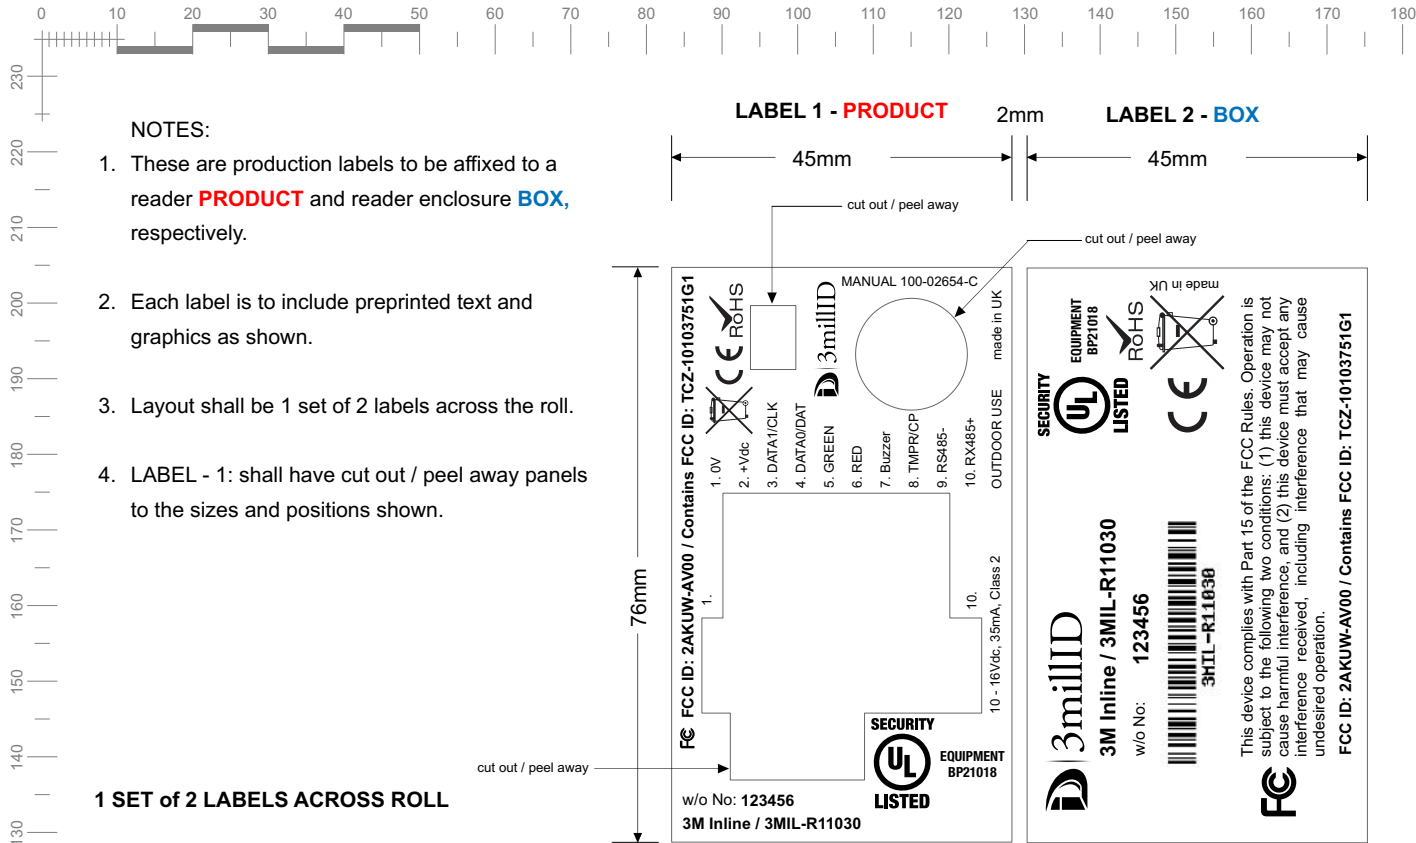 0 10 20 30 40 50 60 70 80 90 100 110 120 130 140 150 160 170 180
230
220
210
200
190
180
170
160
150
140
130
NOTES:
1. These are production labels to be affixed to a
reader PRODUCT and reader enclosure BOX,
respectively.
2. Each label is to include preprinted text and
graphics as shown.
3. Layout shall be 1 set of 2 labels across the roll.
4. LABEL - 1: shall have cut out / peel away panels
to the sizes and positions shown.
1 SET of 2 LABELS ACROSS ROLL
LABEL 1 - PRODUCT
2mm
LABEL 2 - BOX
45mm
45mm
76mm
cut out / peel away
cut out / peel away
cut out / peel away
FC FCC ID: 2AKUW-AV00 / Contains FCC ID: TCZ-10103751G1
RoHS
CE
MANUAL 100-02654-C
3millID
made in UK
1. 0V
2. +Vdc
3. DATA1/CLK
4. DATA0/DAT
5. GREEN
6. RED
7. Buzzer
8. TMPR/CP
9. RS485-
10. RX485+
OUTDOOR USE
1.
10.
10 - 16Vdc, 35mA, Class 2
SECURITY
UL
LISTED
EQUIPMENT
BP21018
w/o No: 123456
3M Inline / 3MIL-R11030
SECURITY
UL
LISTED
EQUIPMENT
BP21018
RoHS
made in UK
CE
3millID
3M Inline / 3MIL-R11030
w/o No: 123456
3MIL-R11030
FC
This device complies with Part 15 of the FCC Rules. Operation is
subject to the following two conditions: (1) this device may not
cause harmful interference, and (2) this device must accept any
interference received, including interference that may cause
undesired operation.
FCC ID: 2AKUW-AV00 / Contains FCC ID: TCZ-10103751G1